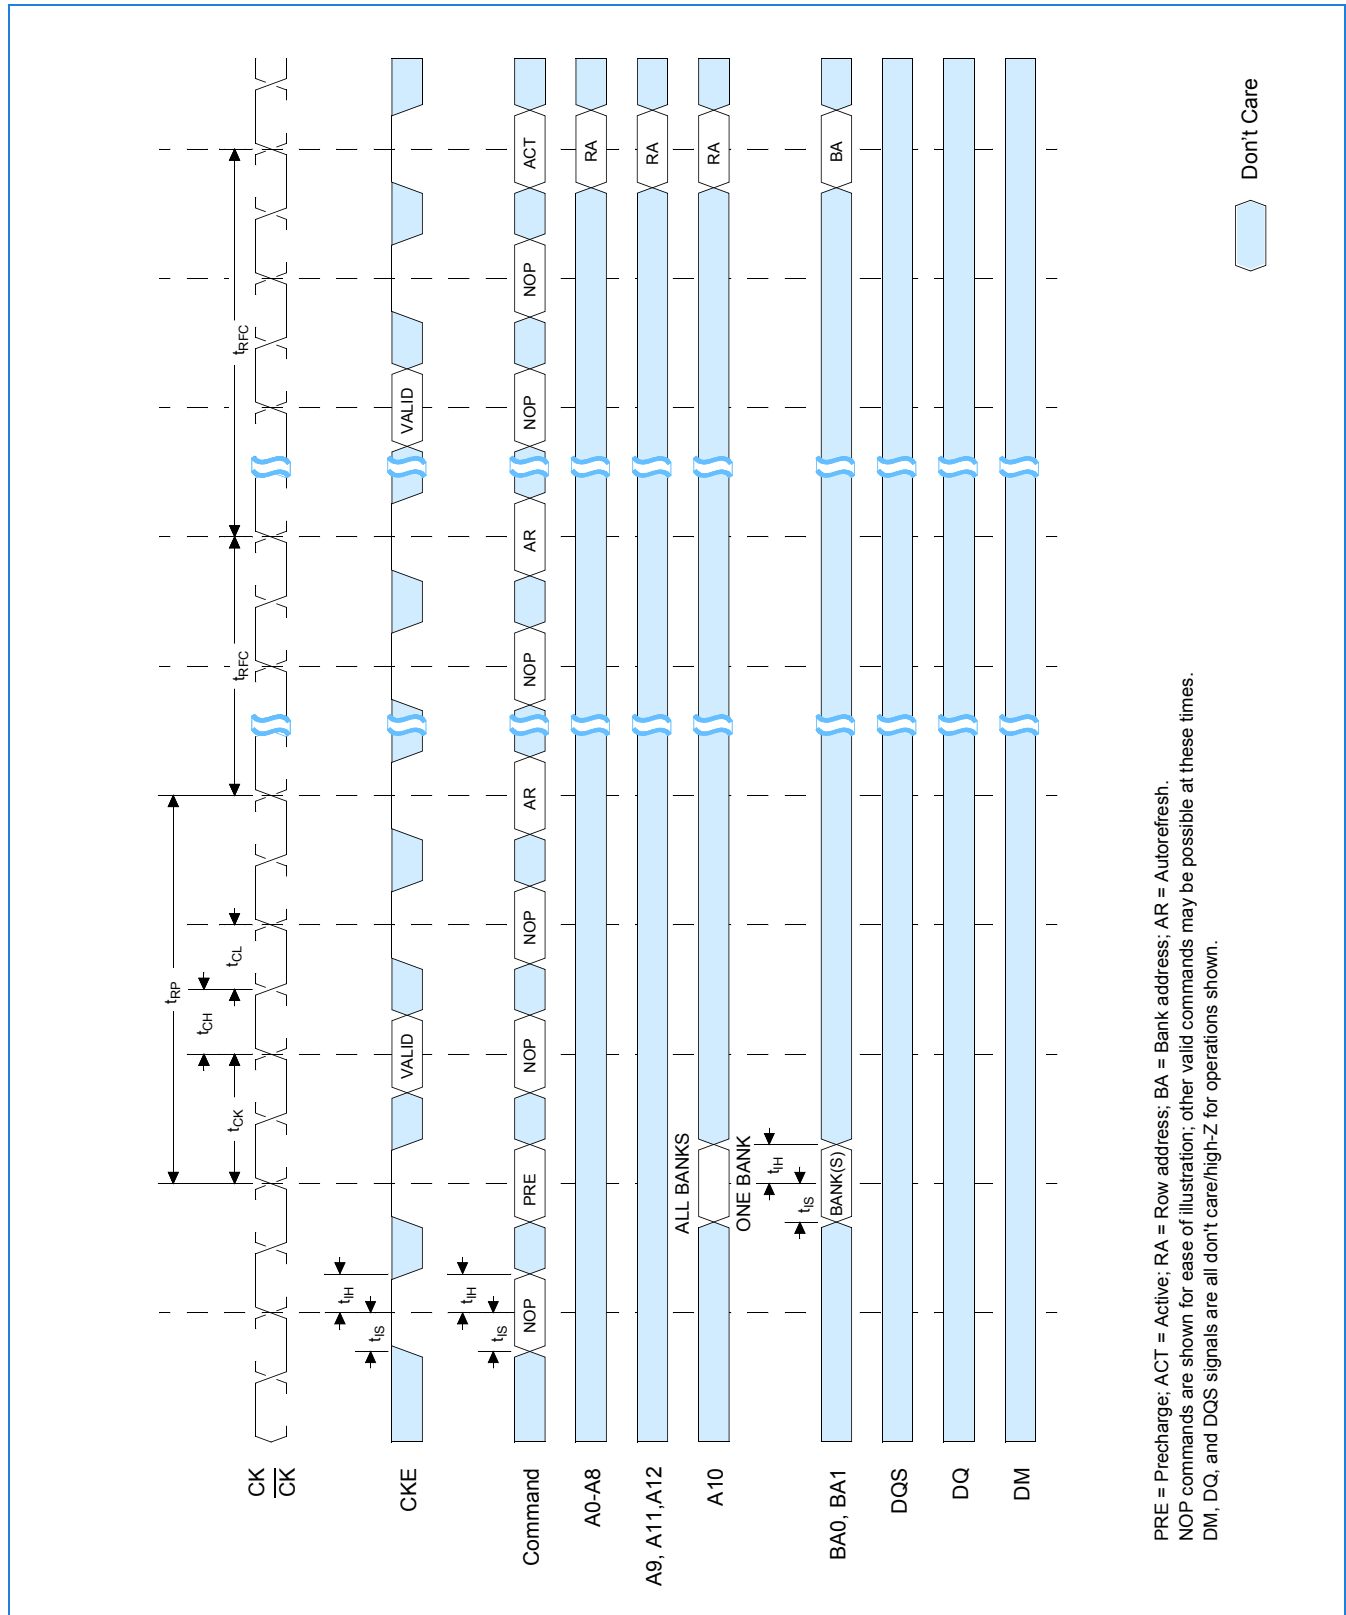 tRP
tCK
tCH
tCL
tRFC
tRFC
CK
CK
tIS
tIH
CKE
VALID
VALID
tIS
tIH
Command
NOP
PRE
NOP
NOP
AR
NOP
AR
NOP
NOP
ACT
A0-A8
RA
A9, A11,A12
RA
ALL BANKS
A10
RA
ONE BANK
tIS
tIH
BA0, BA1
BANK(S)
BA
DQS
DQ
DM
PRE = Precharge; ACT = Active; RA = Row address; BA = Bank address; AR = Autorefresh.
NOP commands are shown for ease of illustration; other valid commands may be possible at these times.
DM, DQ, and DQS signals are all don't care/high-Z for operations shown.
Don't Care